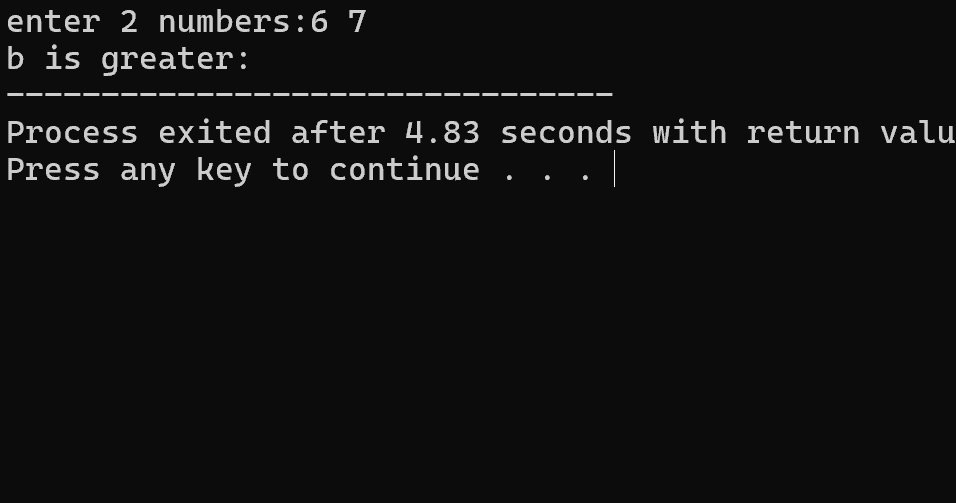 enter 2 numbers:6 7
b is greater:
--------------------------------
Process exited after 4.83 seconds with return valu
Press any key to continue . . .